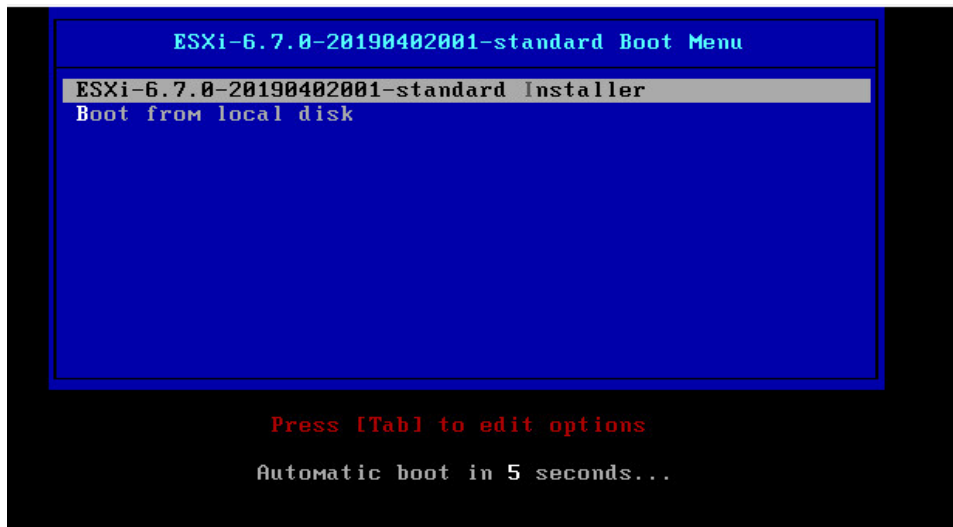 ESXi-6.7.0-20190402001-standard Boot Menu
ESXi-6.7.0-20190402001-standard Installer
Boot from local disk
Press [Tab] to edit options
Automatic boot in 5 seconds...